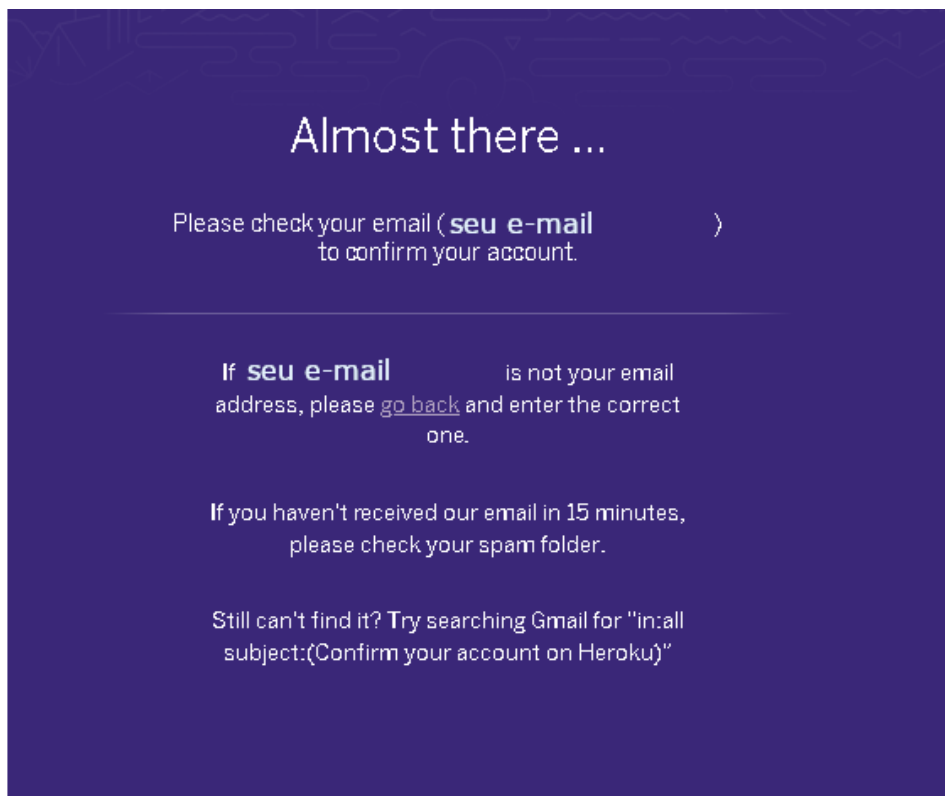 Almost there ...
Please check your email ( seu e-mail )
to confirm your account.
If seu e-mail is not your email
address, please go back and enter the correct
one.
If you haven't received our email in 15 minutes,
please check your spam folder.
Still can't find it? Try searching Gmail for "in:all
subject:(Confirm your account on Heroku)"